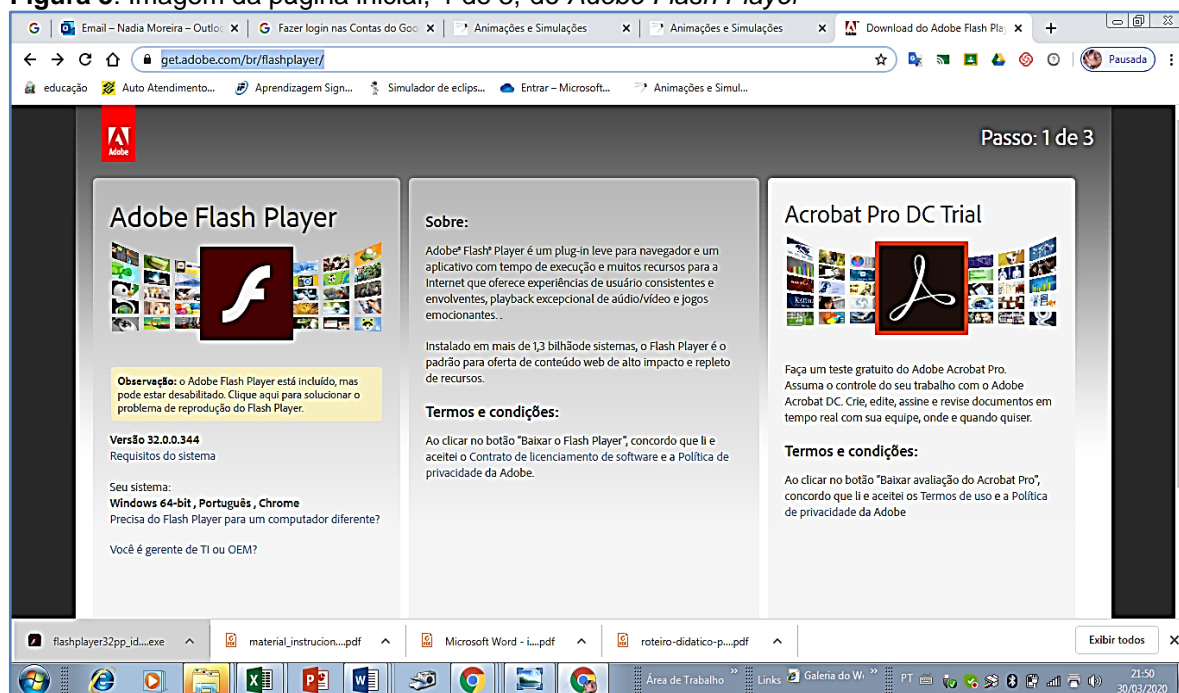 Figura 3: Imagem da página inicial, 1 de 3, do Adobe Flash Player
Email – Nadia Moreira – Outloo
Fazer login nas Contas do Goo
Animações e Simulações
Animações e Simulações
Download do Adobe Flash Play
get.adobe.com/br/flashplayer/
Pausada
educação
Auto Atendimento...
Aprendizagem Sign...
Simulador de eclips...
Entrar – Microsoft...
Animações e Simul...
Adobe
Passo: 1 de 3
Adobe Flash Player
Observação: o Adobe Flash Player está incluído, mas
pode estar desabilitado. Clique aqui para solucionar o
problema de reprodução do Flash Player.
Versão 32.0.0.344
Requisitos do sistema
Seu sistema:
Windows 64-bit , Português , Chrome
Precisa do Flash Player para um computador diferente?
Você é gerente de TI ou OEM?
Sobre:
Adobe® Flash® Player é um plug-in leve para navegador e um
aplicativo com tempo de execução e muitos recursos para a
Internet que oferece experiências de usuário consistentes e
envolventes, playback excepcional de aúdio/vídeo e jogos
emocionantes. .
Instalado em mais de 1,3 bilhãode sistemas, o Flash Player é o
padrão para oferta de conteúdo web de alto impacto e repleto
de recursos.
Termos e condições:
Ao clicar no botão "Baixar o Flash Player", concordo que li e
aceitei o Contrato de licenciamento de software e a Política de
privacidade da Adobe.
Acrobat Pro DC Trial
Faça um teste gratuito do Adobe Acrobat Pro.
Assuma o controle do seu trabalho com o Adobe
Acrobat DC. Crie, edite, assine e revise documentos em
tempo real com sua equipe, onde e quando quiser.
Termos e condições:
Ao clicar no botão "Baixar avaliação do Acrobat Pro",
concordo que li e aceitei os Termos de uso e a Política
de privacidade da Adobe
flashplayer32pp_id....exe
material_instrucion....pdf
Microsoft Word - i....pdf
roteiro-didatico-p....pdf
Exibir todos
Área de Trabalho
Links
Galeria do W
PT
21:50
30/03/2020